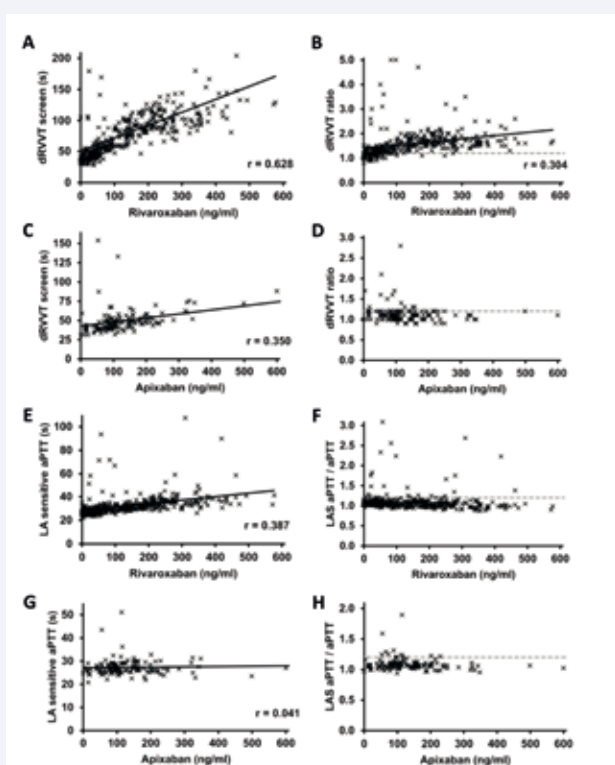 A
B
dRVVT screen (s)
200
150
100
50
0
0 100 200 300 400 500 600
Rivaroxaban (ng/ml)
r = 0.628
dRVVT ratio
5.0
4.0
3.0
2.0
1.0
0.0
0 100 200 300 400 500 600
Rivaroxaban (ng/ml)
r = 0.304
C
D
dRVVT screen (s)
150
100
75
50
25
0
0 100 200 300 400 500 600
Apixaban (ng/ml)
r = 0.350
dRVVT ratio
3.0
2.5
2.0
1.5
1.0
0.5
0.0
0 100 200 300 400 500 600
Apixaban (ng/ml)
E
F
LA sensitive aPTT (s)
100
80
60
40
20
0
0 100 200 300 400 500 600
Rivaroxaban (ng/ml)
r = 0.387
LAS aPTT / aPTT
3.0
2.5
2.0
1.5
1.0
0.5
0.0
0 100 200 300 400 500 600
Rivaroxaban (ng/ml)
G
H
LA sensitive aPTT (s)
50
40
30
20
10
0
0 100 200 300 400 500 600
Apixaban (ng/ml)
r = 0.041
LAS aPTT / aPTT
2.0
1.5
1.0
0.5
0.0
0 100 200 300 400 500 600
Apixaban (ng/ml)